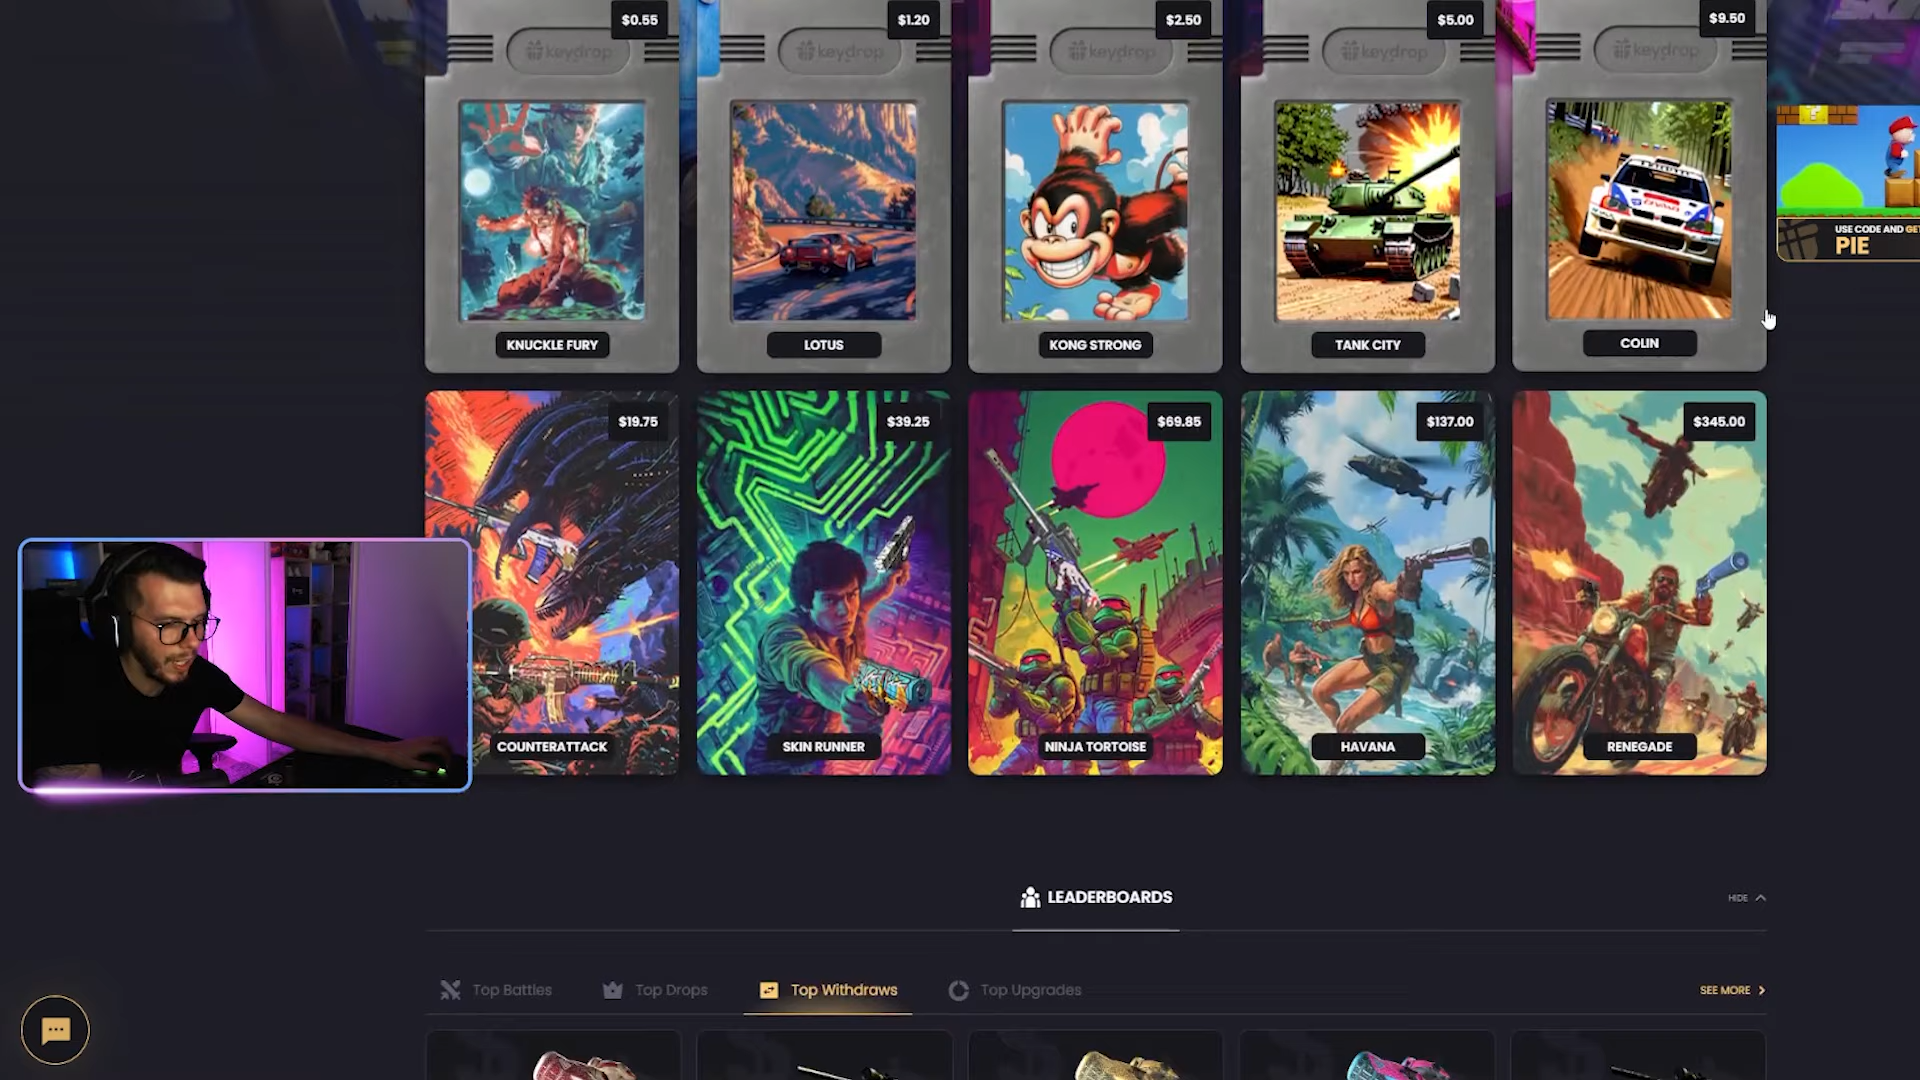 $0.55
$1.20
$2.50
$5.00
$9.50
keydrop
keydrop
keydrop
keydrop
keydrop
KNUCKLE FURY
LOTUS
KONG STRONG
TANK CITY
COLIN
USE CODE AND GET
PIE
$19.75
$39.25
$69.85
$137.00
$345.00
COUNTERATTACK
SKIN RUNNER
NINJA TORTOISE
HAVANA
RENEGADE
LEADERBOARDS
HIDE
Top Battles
Top Drops
Top Withdraws
Top Upgrades
SEE MORE